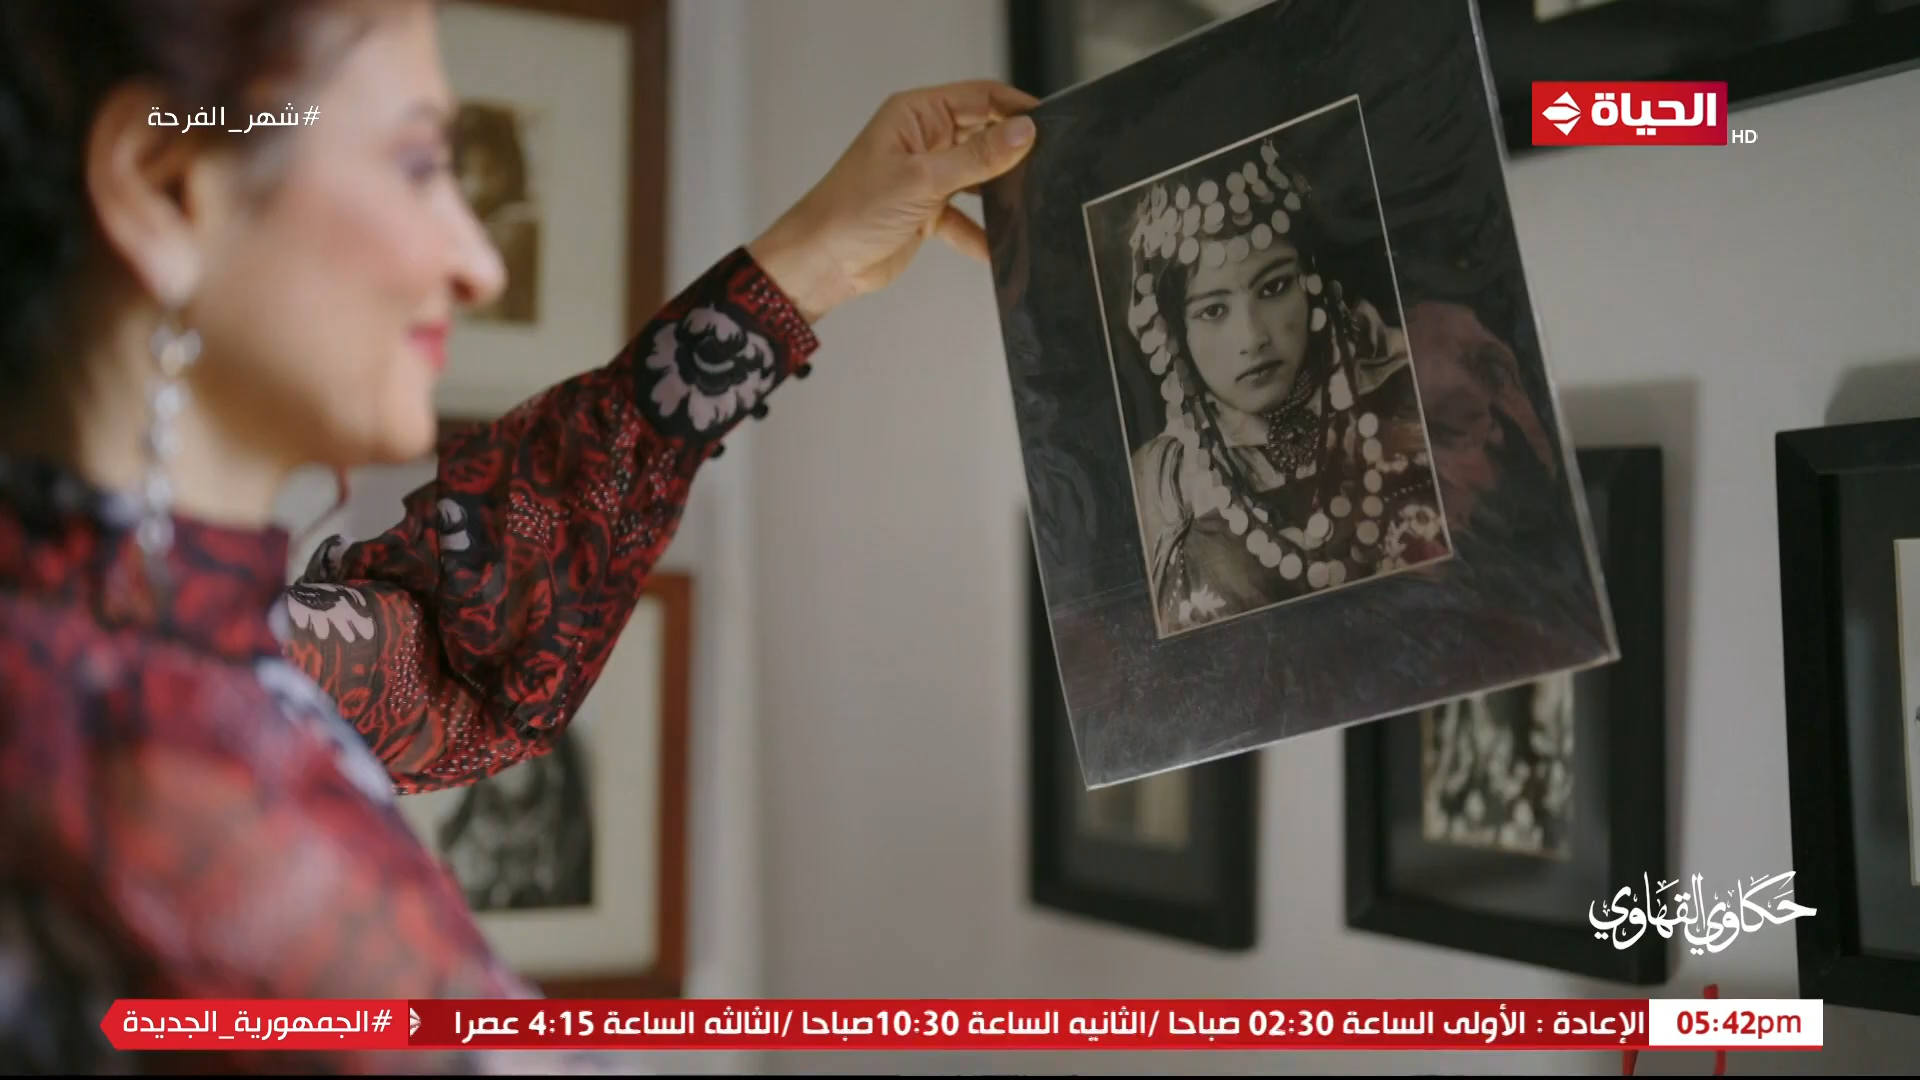 #شهر_الفرحة
الحياة
HD
حكاوي القهاوي
05:42pm
الإعادة : الأولى الساعة 02:30 صباحا /الثانيه الساعة 10:30صباحا /الثالثه الساعة 4:15 عصرا
#الجمهورية_الجديدة